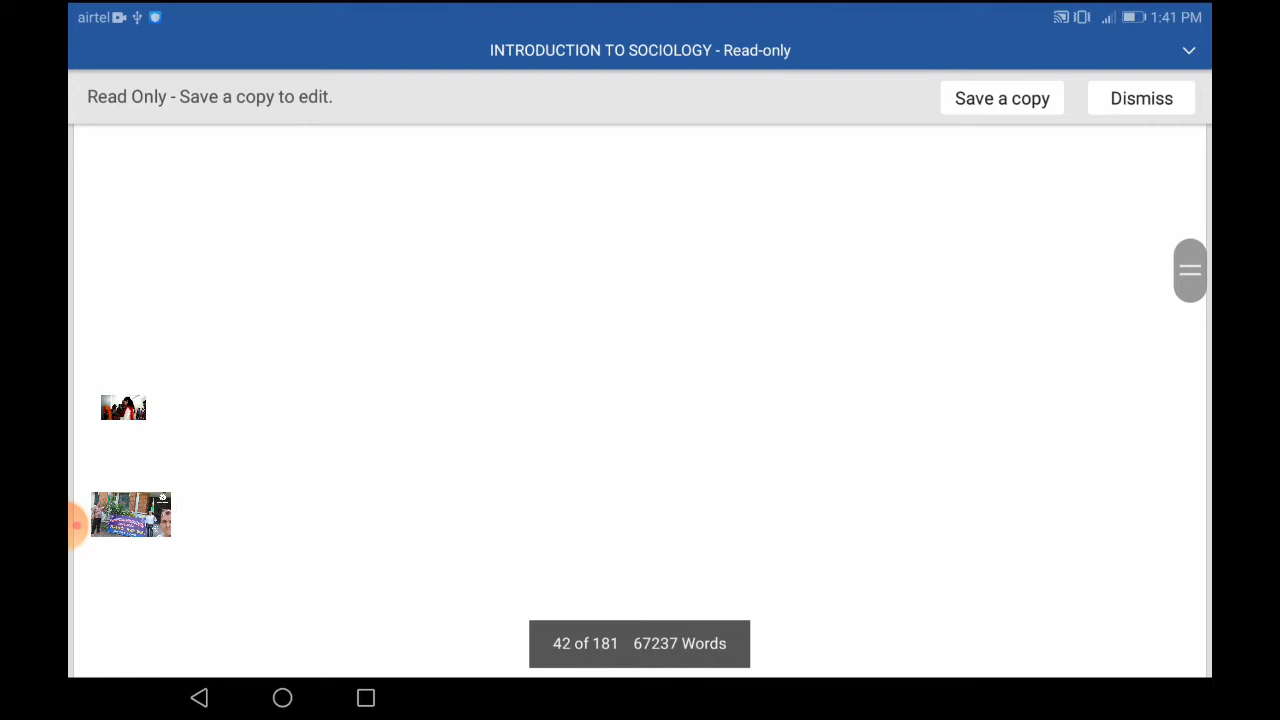 airtel 1:41 PM
INTRODUCTION TO SOCIOLOGY - Read-only
Read Only - Save a copy to edit. Save a copy Dismiss
42 of 181 67237 Words